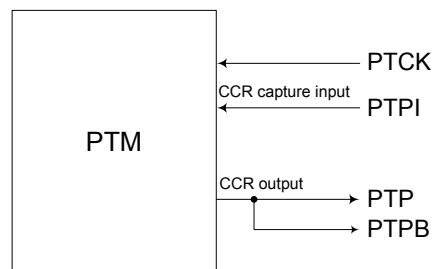 PTCK
CCR capture input
PTPI
PTM
CCR output
PTP
PTPB